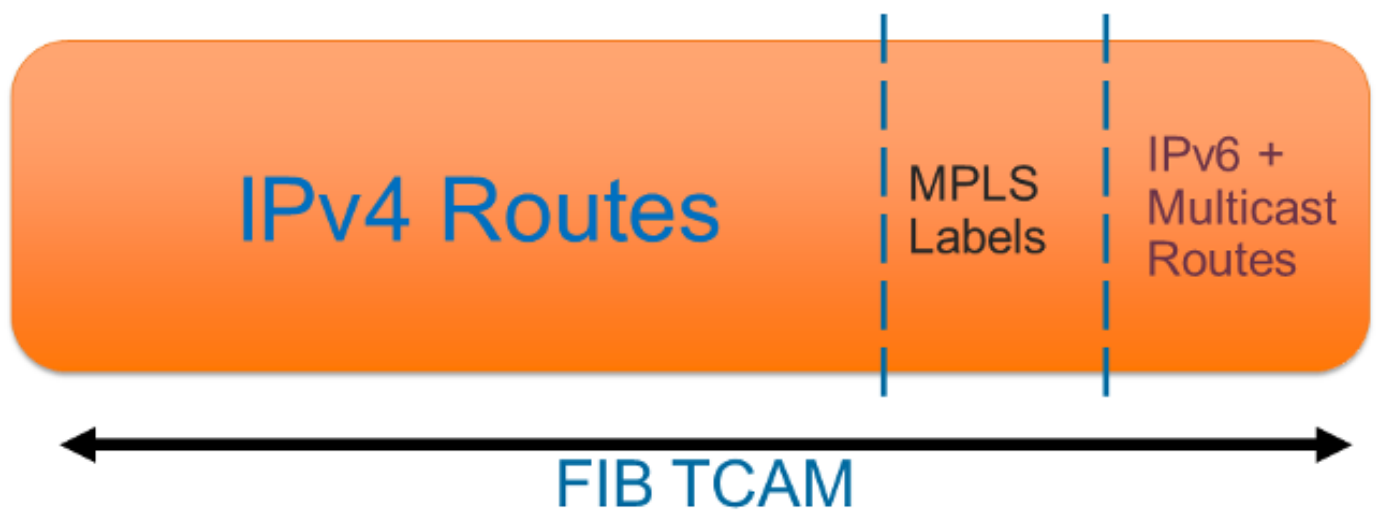 IPv4 Routes
MPLS
Labels
IPv6 +
Multicast
Routes
FIB TCAM